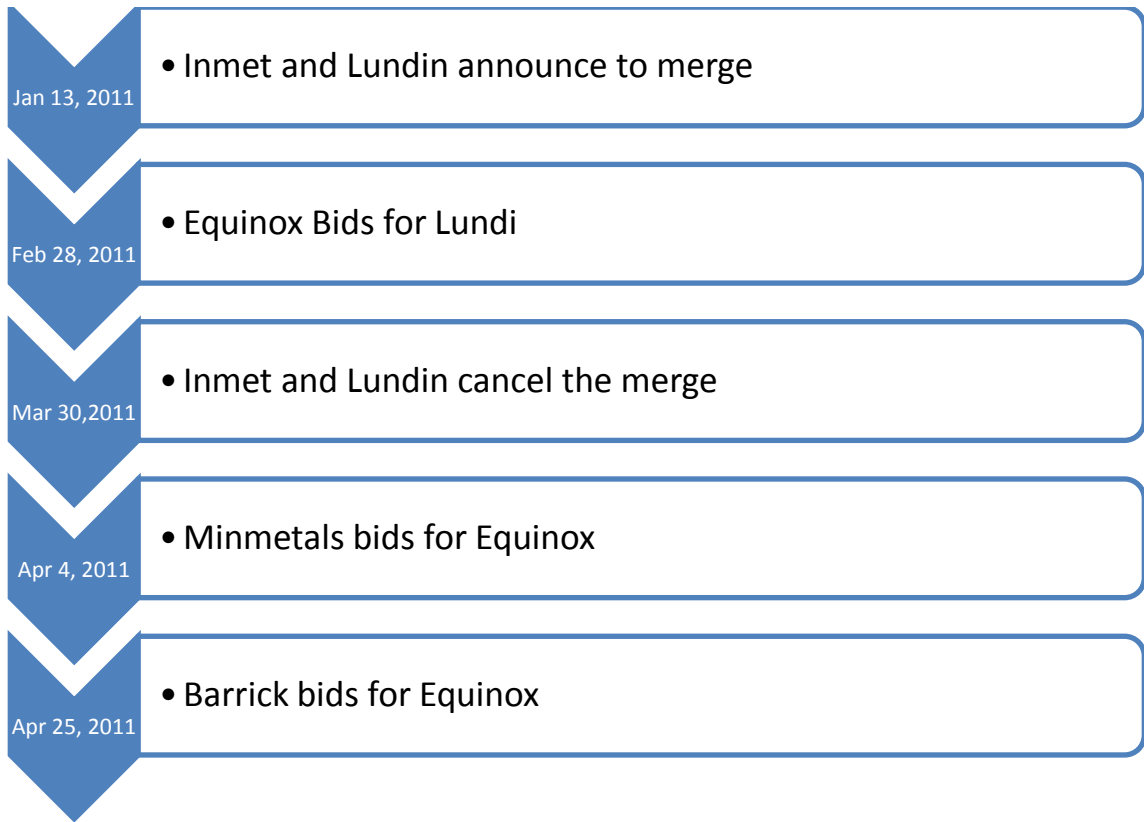 Jan 13, 2011
• Inmet and Lundin announce to merge
Feb 28, 2011
• Equinox Bids for Lundi
Mar 30,2011
• Inmet and Lundin cancel the merge
Apr 4, 2011
• Minmetals bids for Equinox
Apr 25, 2011
• Barrick bids for Equinox